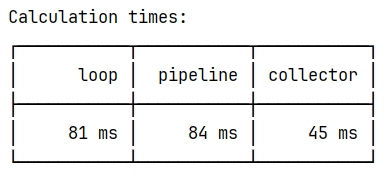 Calculation times:
loop pipeline collector
81 ms 84 ms 45 ms